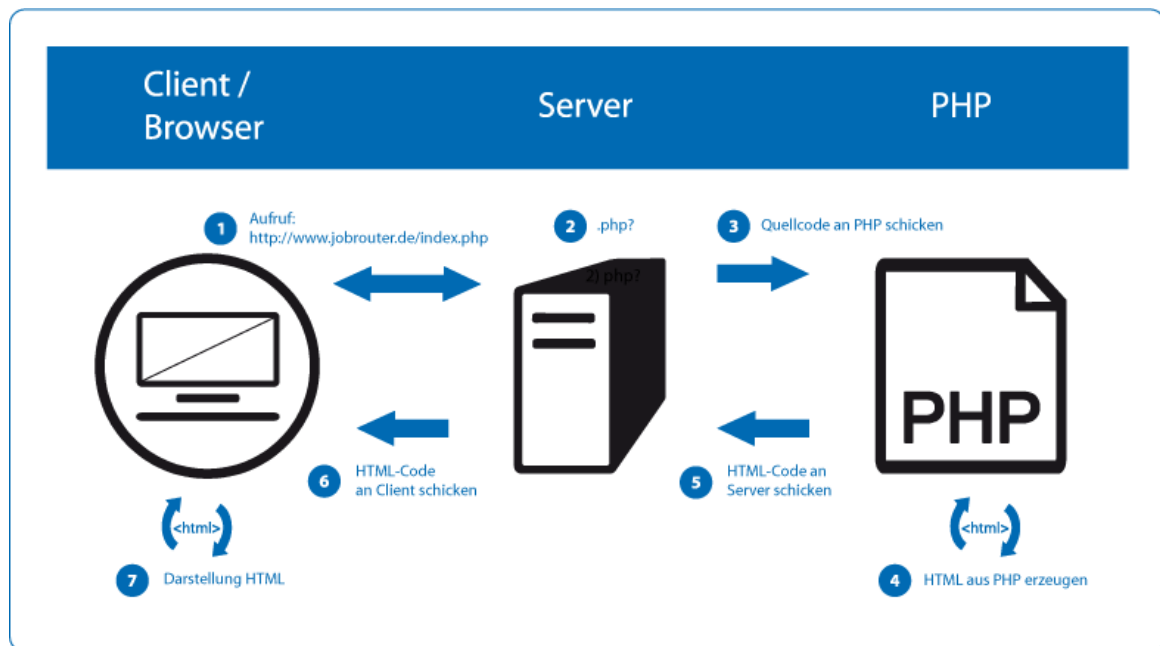 Client /
Browser
Server
PHP
1 Aufruf:
http://www.jobrouter.de/index.php
2 .php?
3 Quellcode an PHP schicken
2) php?
PHP
6 HTML-Code
an Client schicken
5 HTML-Code an
Server schicken
<html>
<html>
7 Darstellung HTML
4 HTML aus PHP erzeugen